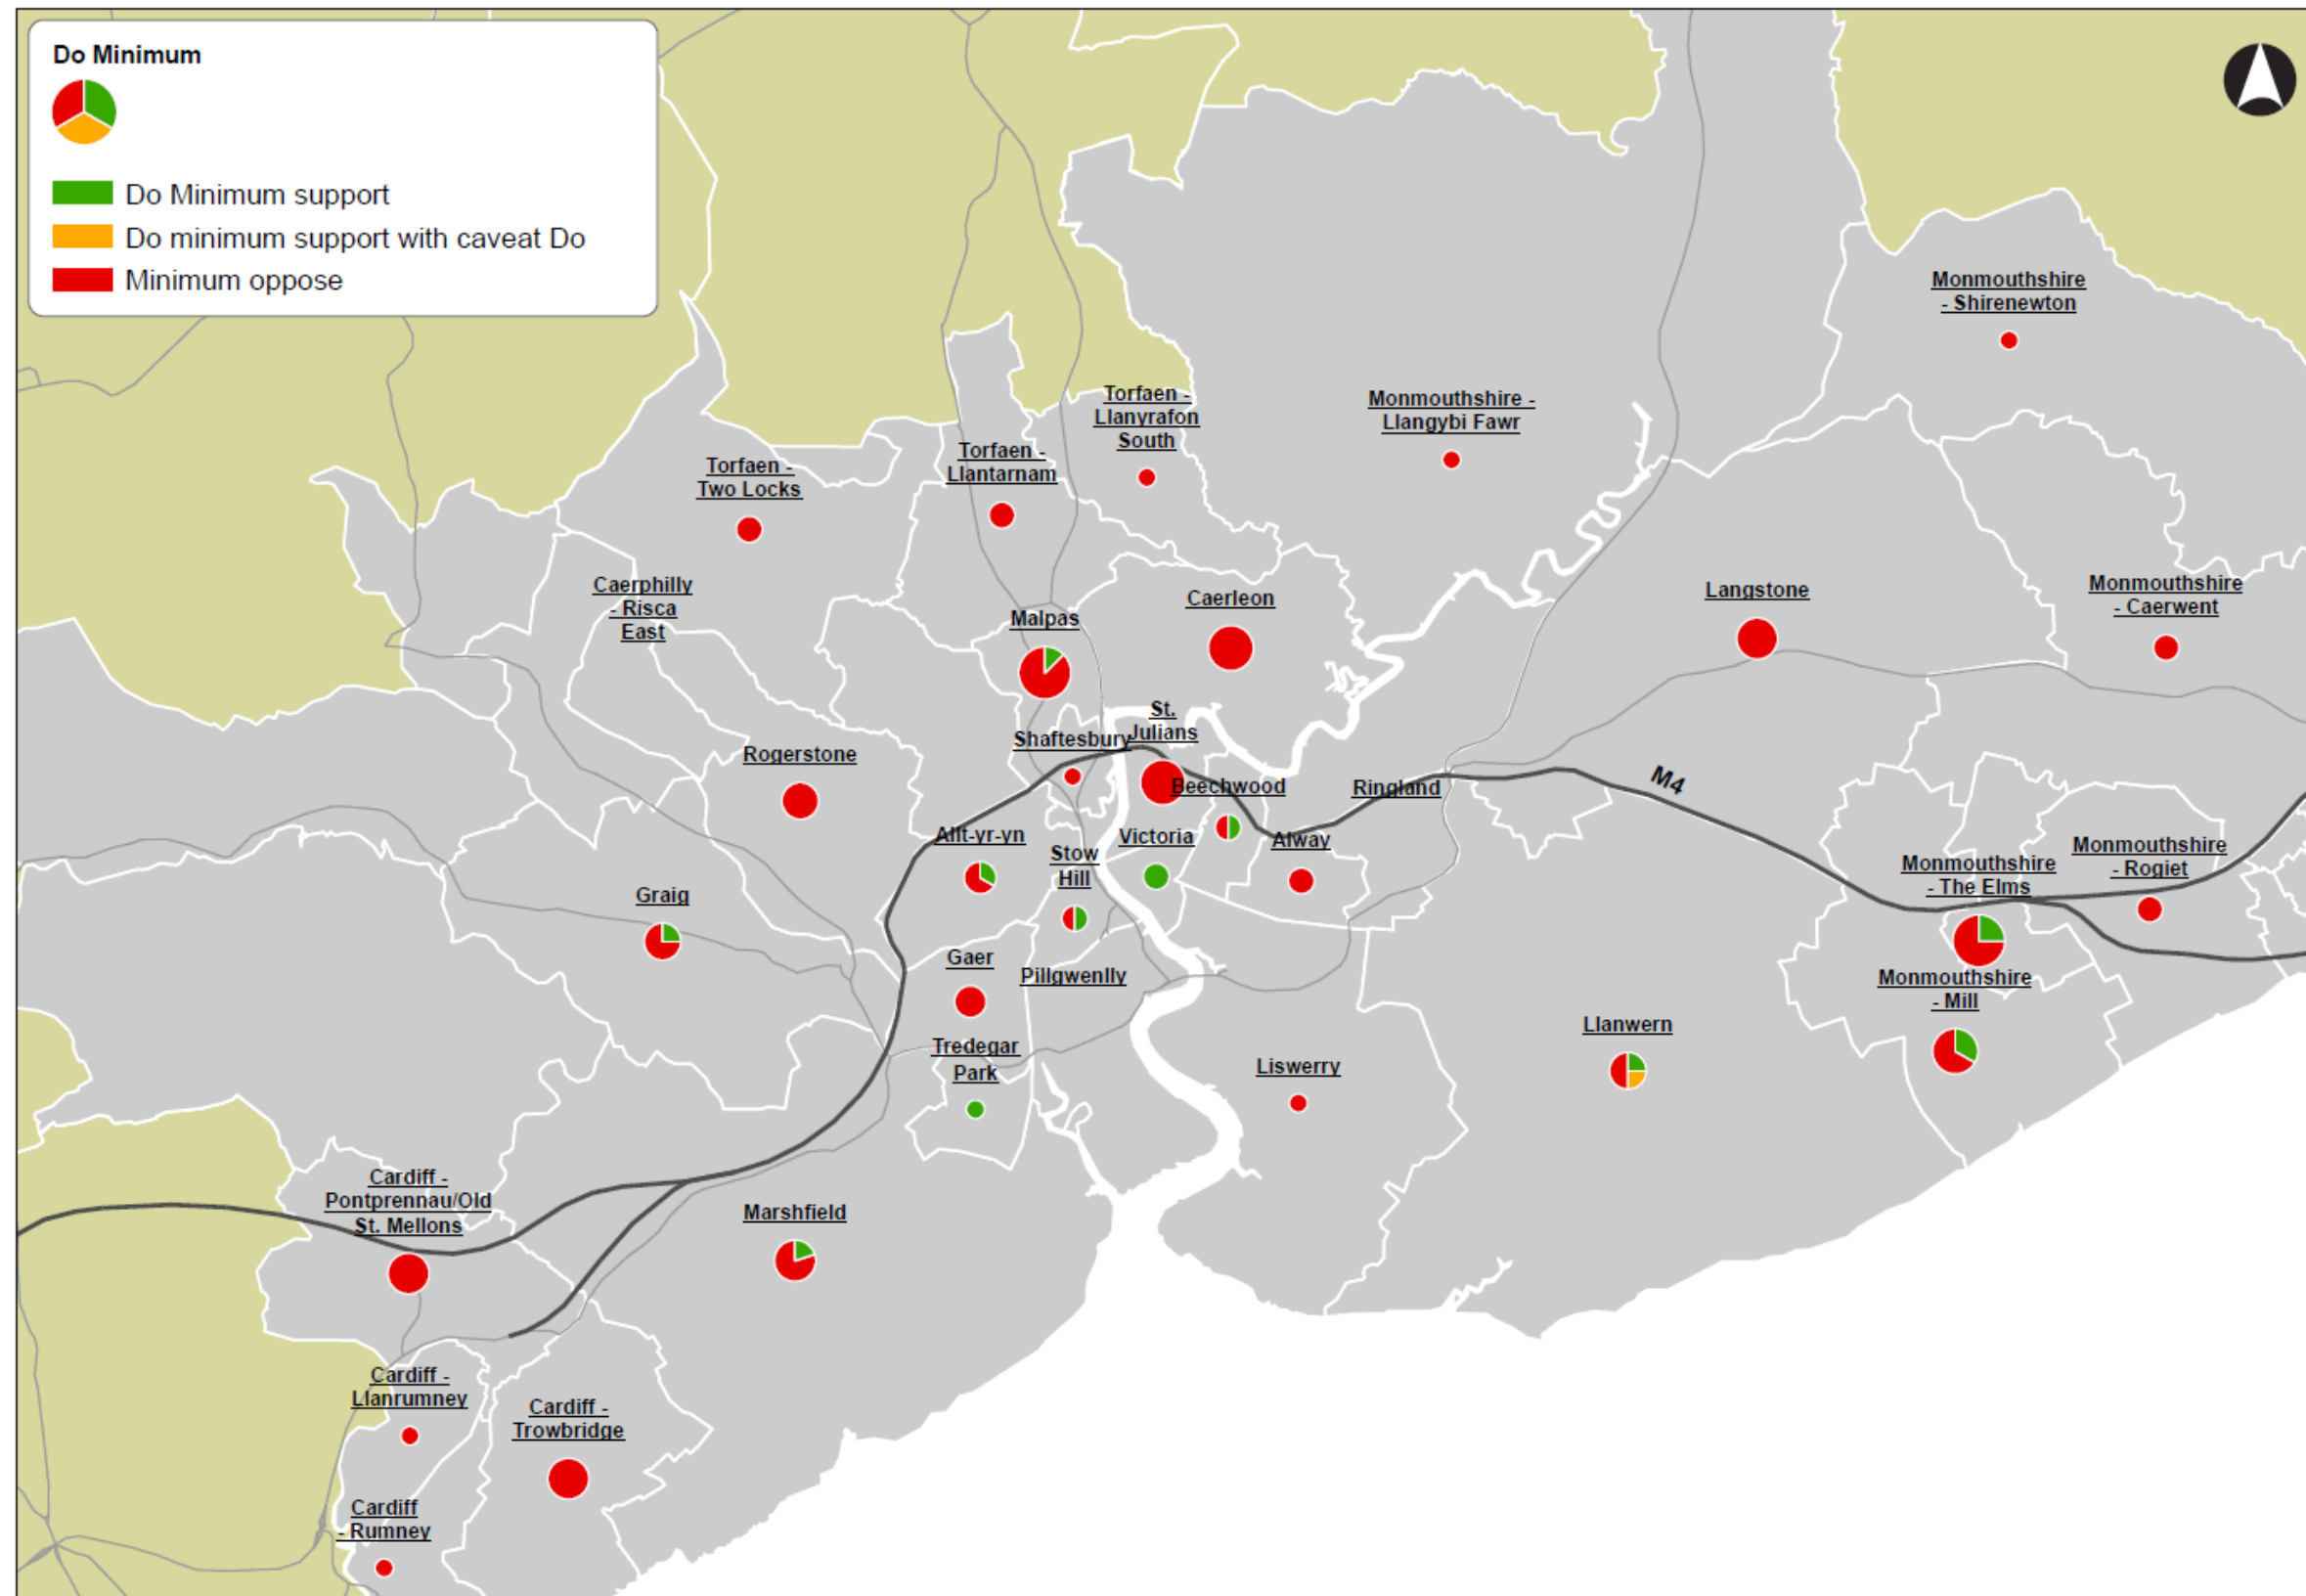 Do Minimum
Do Minimum support
Do minimum support with caveat Do
Minimum oppose
Monmouthshire
- Shirenewton
Torfaen -
Llanyrafon
South
Monmouthshire -
Llangybi Fawr
Torfaen -
Llantarnam
Torfaen -
Two Locks
Caerphilly
- Risca
East
Malpas
Caerleon
Langstone
Monmouthshire
- Caerwent
St.
Julians
Shaftesbury
Rogerstone
Beechwood
Ringland
M4
Allt-yr-yn
Stow
Hill
Victoria
Alway
Monmouthshire
- Rogiet
Monmouthshire
- The Elms
Graig
Gaer
Pillgwenlly
Monmouthshire
- Mill
Llanwern
Tredegar
Park
Liswerry
Cardiff -
Pontprennau/Old
St. Mellons
Marshfield
Cardiff -
Llanrumney
Cardiff -
Trowbridge
Cardiff
- Rumney